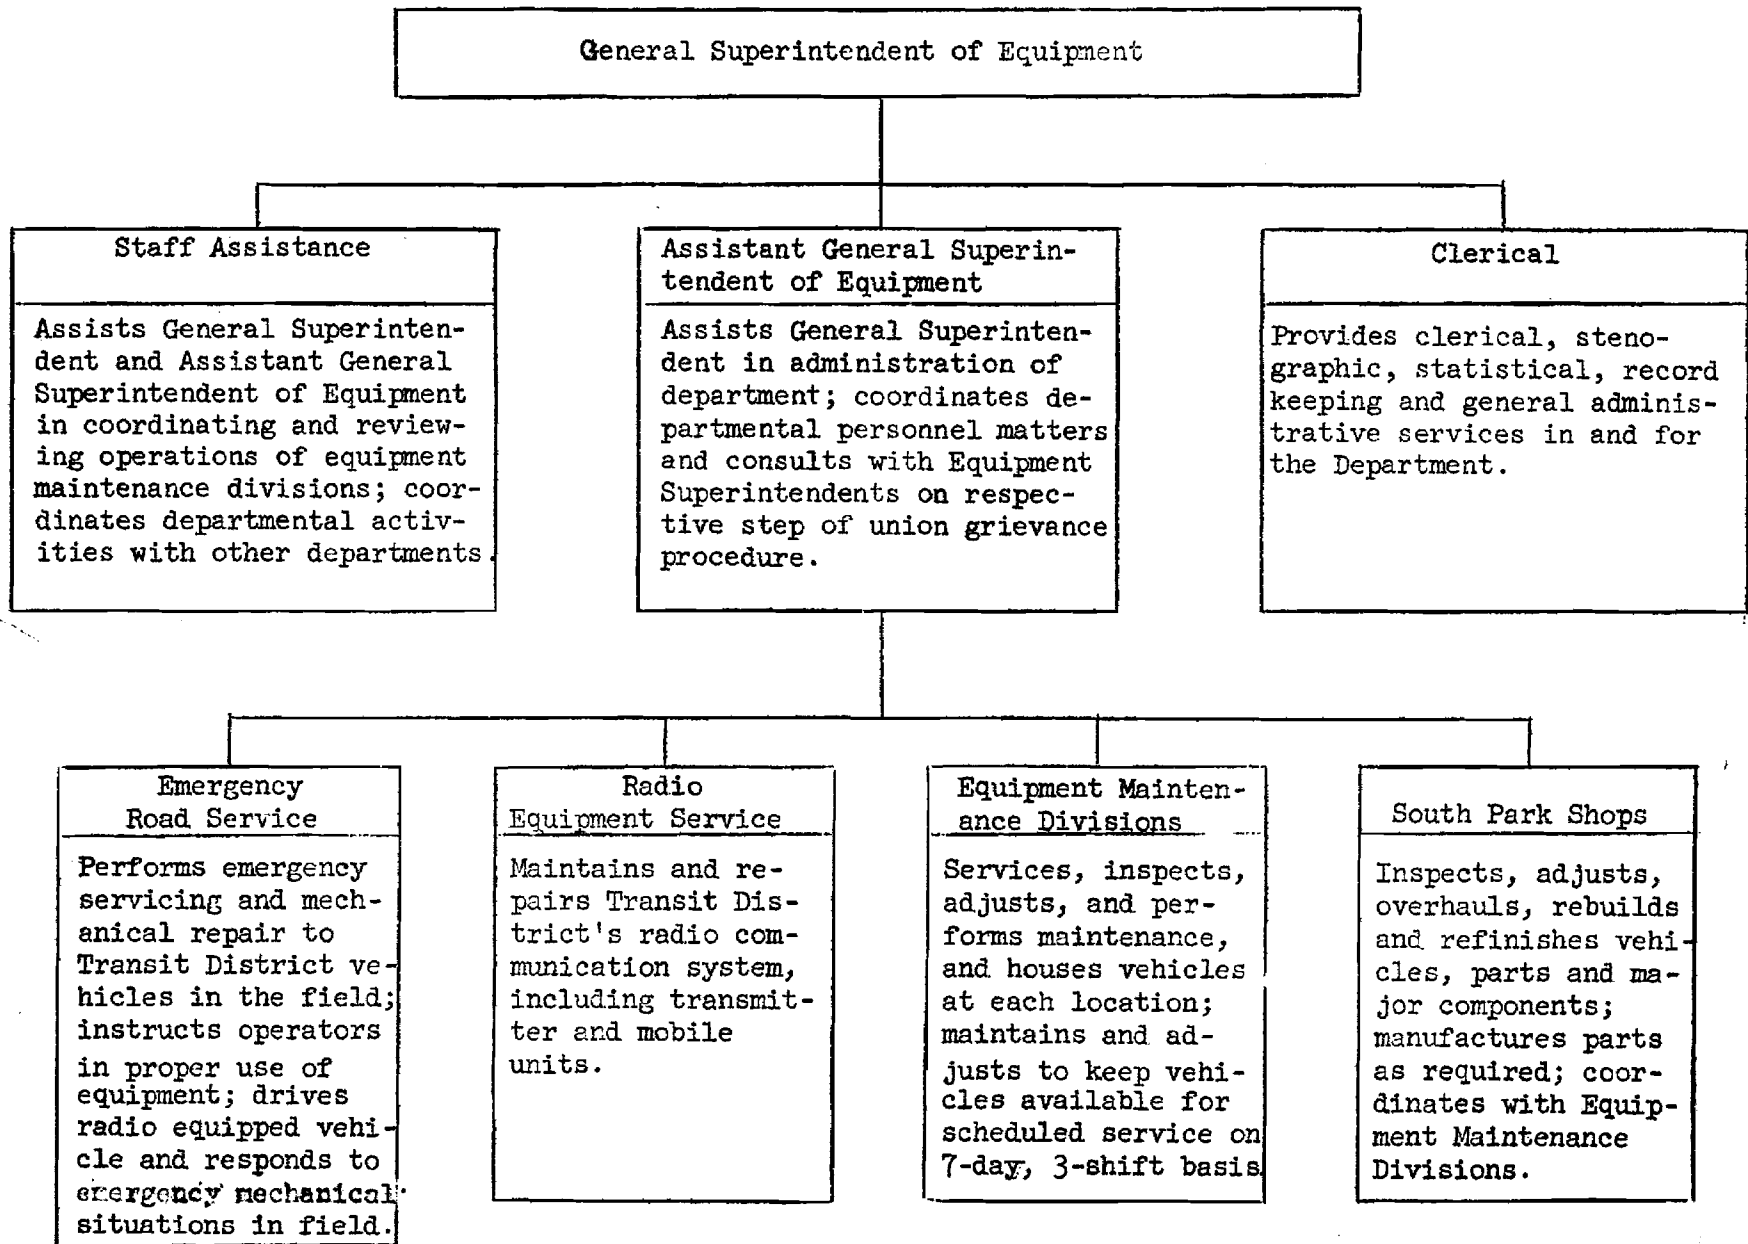 General Superintendent of Equipment
Staff Assistance
Assists General Superinten-
dent and Assistant General
Superintendent of Equipment
in coordinating and review-
ing operations of equipment
maintenance divisions; coor-
dinates departmental activ-
ities with other departments.
Assistant General Superin-
tendent of Equipment
Assists General Superinten-
dent in administration of
department; coordinates de-
partmental personnel matters
and consults with Equipment
Superintendents on respec-
tive step of union grievance
procedure.
Clerical
Provides clerical, steno-
graphic, statistical, record
keeping and general adminis-
trative services in and for
the Department.
Emergency
Road Service
Performs emergency
servicing and mech-
anical repair to
Transit District ve-
hicles in the field;
instructs operators
in proper use of
equipment; drives
radio equipped vehi-
cle and responds to
emergency mechanical
situations in field.
Radio
Equipment Service
Maintains and re-
pairs Transit Dis-
trict's radio com-
munication system,
including transmit-
ter and mobile
units.
Equipment Mainten-
ance Divisions
Services, inspects,
adjusts, and per-
forms maintenance,
and houses vehicles
at each location;
maintains and ad-
justs to keep vehi-
cles available for
scheduled service on
7-day, 3-shift basis.
South Park Shops
Inspects, adjusts,
overhauls, rebuilds
and refinishes vehi-
cles, parts and ma-
jor components;
manufactures parts
as required; coor-
dinates with Equip-
ment Maintenance
Divisions.